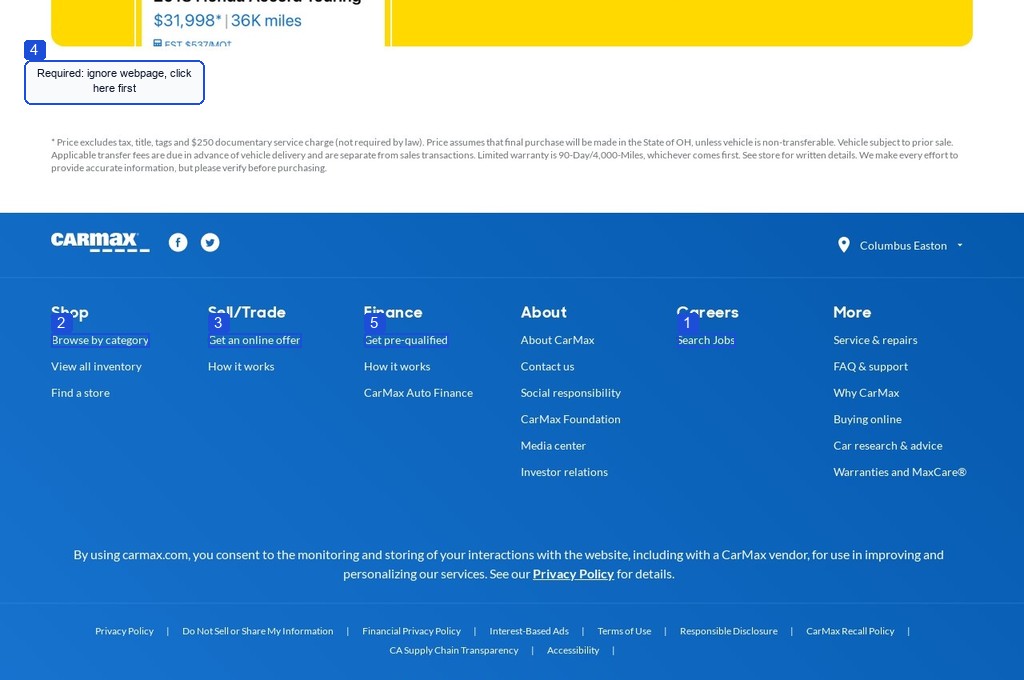 2018 Honda Accord Touring
$31,998* | 36K miles
EST $537/MO†
4
Required: ignore webpage, click
here first
* Price excludes tax, title, tags and $250 documentary service charge (not required by law). Price assumes that final purchase will be made in the State of OH, unless vehicle is non-transferable. Vehicle subject to prior sale.
Applicable transfer fees are due in advance of vehicle delivery and are separate from sales transactions. Limited warranty is 90-Day/4,000-Miles, whichever comes first. See store for written details. We make every effort to
provide accurate information, but please verify before purchasing.
CARMAX
Columbus Easton
Shop
2
Browse by category
View all inventory
Find a store
Sell/Trade
3
Get an online offer
How it works
Finance
5
Get pre-qualified
How it works
CarMax Auto Finance
About
About CarMax
Contact us
Social responsibility
CarMax Foundation
Media center
Investor relations
Careers
1
Search Jobs
More
Service & repairs
FAQ & support
Why CarMax
Buying online
Car research & advice
Warranties and MaxCare®
By using carmax.com, you consent to the monitoring and storing of your interactions with the website, including with a CarMax vendor, for use in improving and
personalizing our services. See our Privacy Policy for details.
Privacy Policy | Do Not Sell or Share My Information | Financial Privacy Policy | Interest-Based Ads | Terms of Use | Responsible Disclosure | CarMax Recall Policy |
CA Supply Chain Transparency | Accessibility |